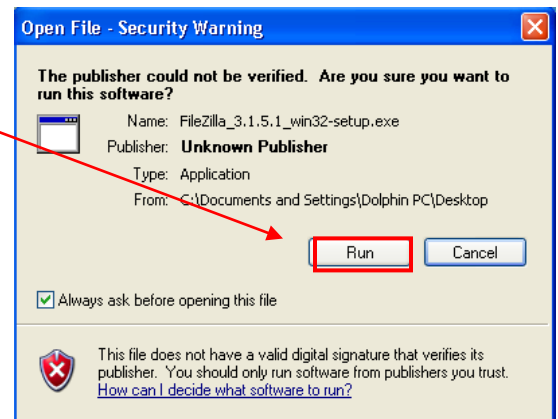 Open File - Security Warning
The publisher could not be verified.  Are you sure you want to
run this software?
Name: FileZilla_3.1.5.1_win32-setup.exe
Publisher: Unknown Publisher
Type: Application
From: C:\Documents and Settings\Dolphin PC\Desktop
Run
Cancel
Always ask before opening this file
This file does not have a valid digital signature that verifies its
publisher.  You should only run software from publishers you trust.
How can I decide what software to run?